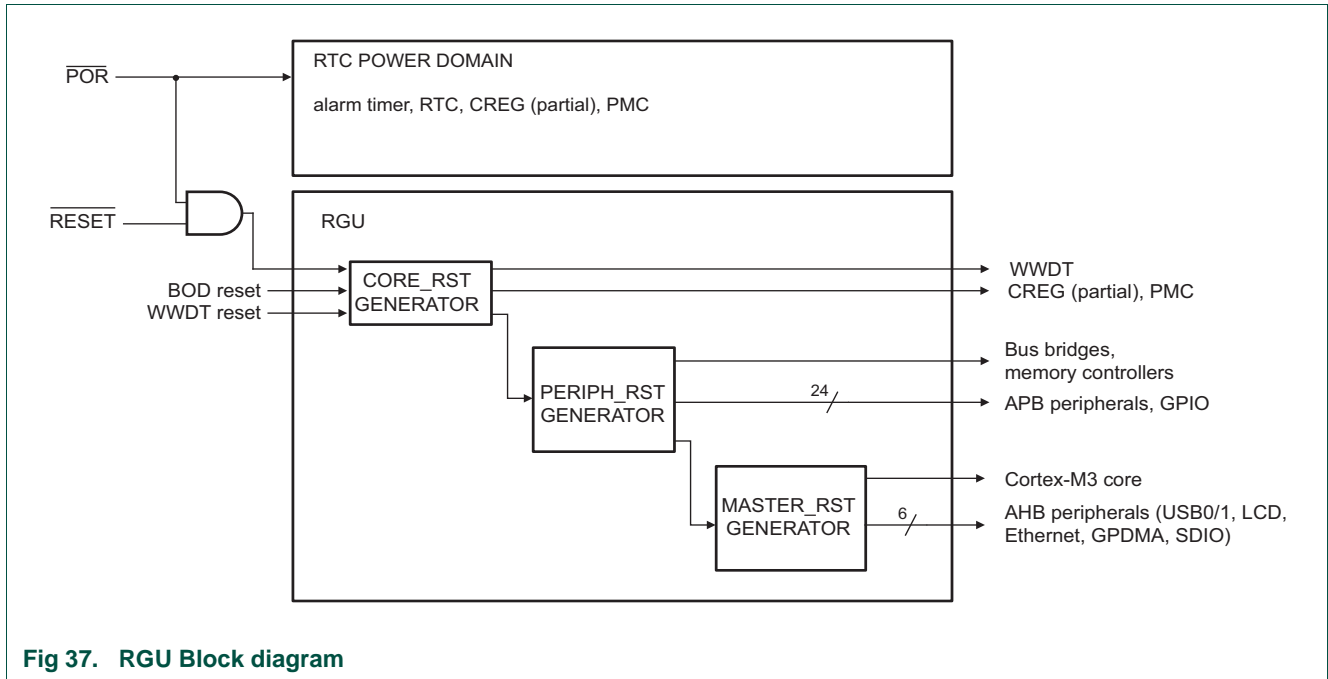 POR
RTC POWER DOMAIN
alarm timer, RTC, CREG (partial), PMC
RESET
RGU
BOD reset
WWDT reset
CORE_RST
GENERATOR
WWDT
CREG (partial), PMC
PERIPH_RST
GENERATOR
Bus bridges,
memory controllers
24
APB peripherals, GPIO
MASTER_RST
GENERATOR
Cortex-M3 core
6
AHB peripherals (USB0/1, LCD,
Ethernet, GPDMA, SDIO)
Fig 37. RGU Block diagram